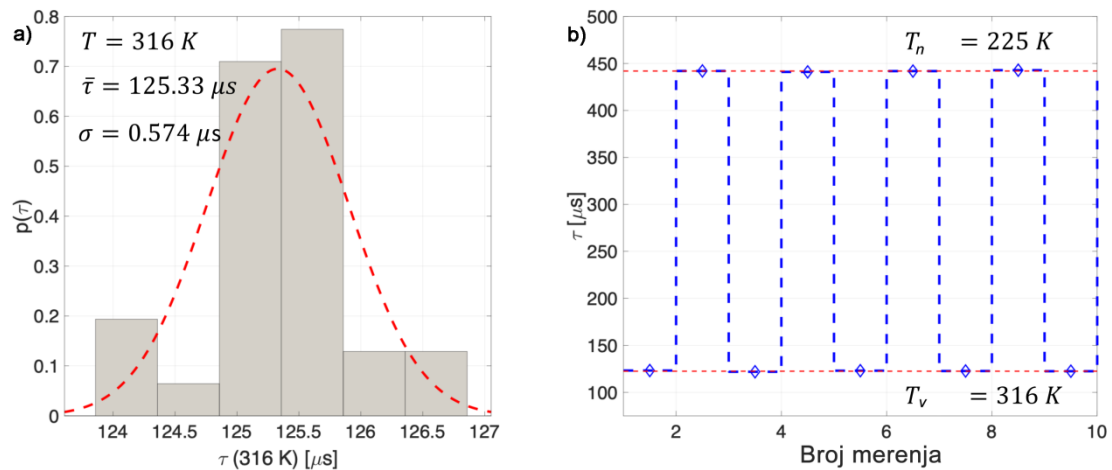 a)
T = 316 K
τ̄ = 125.33 μs
σ = 0.574 μs
p(τ)
0.8
0.7
0.6
0.5
0.4
0.3
0.2
0.1
0
124 124.5 125 125.5 126 126.5 127
τ (316 K) [μs]
b)
T_n = 225 K
τ [μs]
500
450
400
350
300
250
200
150
100
T_v = 316 K
2 4 6 8 10
Broj merenja